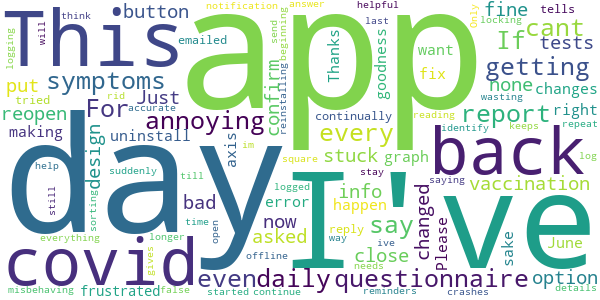 notification answer helpful Only tells
logging think button last fine locking
This will emailed send beginning If cant
app Thanks goodness want getting tests
put symptoms confirm reinstalling fix none changes
tried rid For Just continually report right
reopen accurate annoying every reading wasting repeat
making uninstall axis stuck graph identify log
day I've back keeps
design im square stay saying vaccination
help suddenly till bad error info happen say changed
still sorting time now logged reply way ive Please sake June
everything longer open asked close needs
covid gives offline even daily questionnaire option
misbehaving frustrated false started continue reminders crashes details